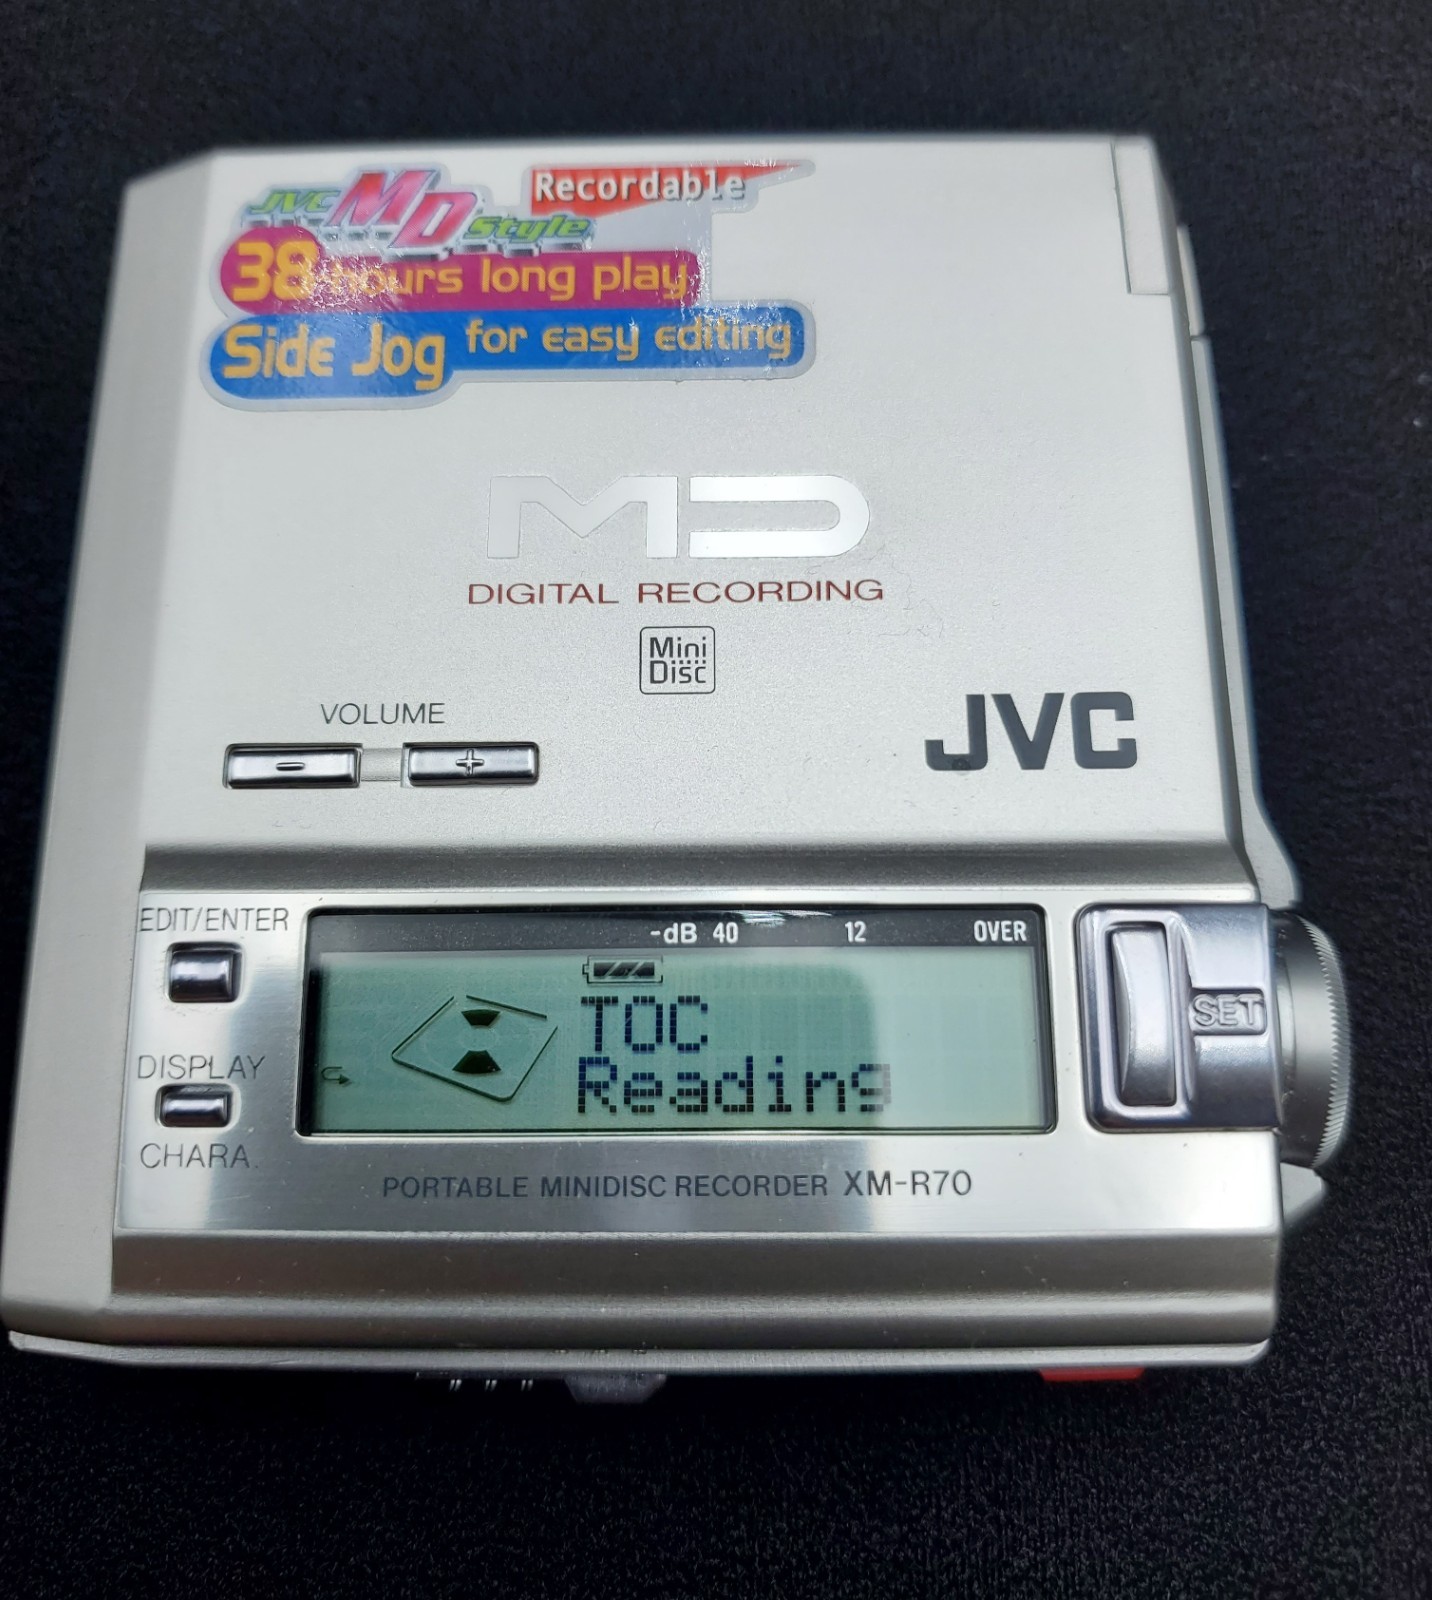 JVC MD Style
Recordable
38 hours long play
Side Jog for easy editing
MD
DIGITAL RECORDING
Mini
Disc
VOLUME
- +
JVC
EDIT/ENTER
-dB 40 12 OVER
TOC
Reading
SET
DISPLAY
CHARA.
PORTABLE MINIDISC RECORDER XM-R70